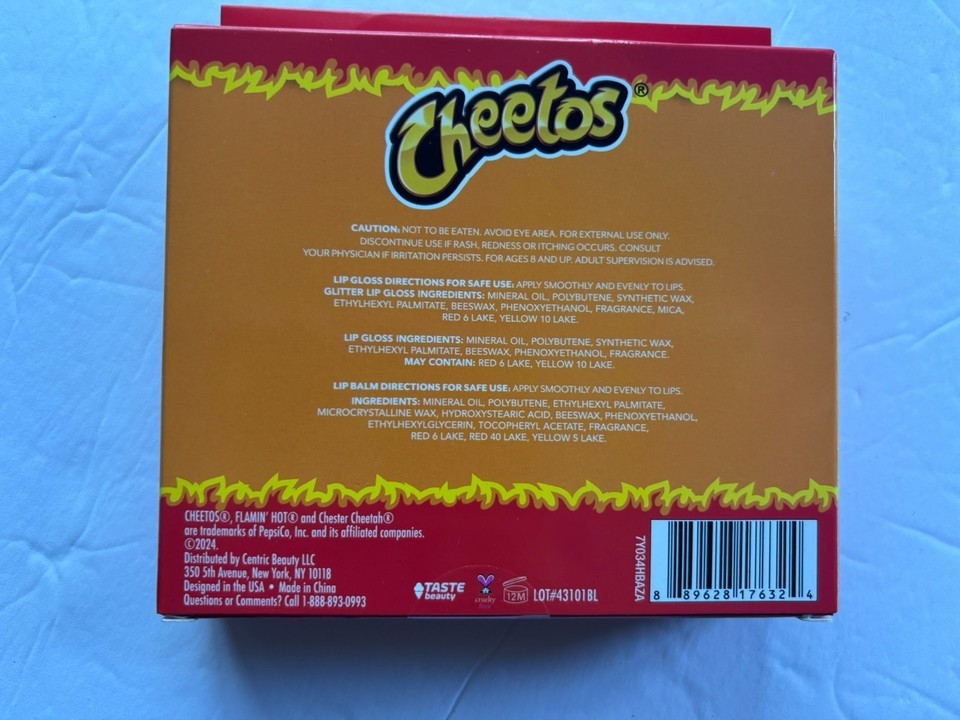 Cheetos®
CAUTION: NOT TO BE EATEN. AVOID EYE AREA. FOR EXTERNAL USE ONLY.
DISCONTINUE USE IF RASH, REDNESS OR ITCHING OCCURS. CONSULT
YOUR PHYSICIAN IF IRRITATION PERSISTS. FOR AGES 8 AND UP. ADULT SUPERVISION IS ADVISED.
LIP GLOSS DIRECTIONS FOR SAFE USE: APPLY SMOOTHLY AND EVENLY TO LIPS.
GLITTER LIP GLOSS INGREDIENTS: MINERAL OIL, POLYBUTENE, SYNTHETIC WAX,
ETHYLHEXYL PALMITATE, BEESWAX, PHENOXYETHANOL, FRAGRANCE, MICA,
RED 6 LAKE, YELLOW 10 LAKE.
LIP GLOSS INGREDIENTS: MINERAL OIL, POLYBUTENE, SYNTHETIC WAX,
ETHYLHEXYL PALMITATE, BEESWAX, PHENOXYETHANOL, FRAGRANCE.
MAY CONTAIN: RED 6 LAKE, YELLOW 10 LAKE.
LIP BALM DIRECTIONS FOR SAFE USE: APPLY SMOOTHLY AND EVENLY TO LIPS.
INGREDIENTS: MINERAL OIL, POLYBUTENE, ETHYLHEXYL PALMITATE,
MICROCRYSTALLINE WAX, HYDROXYSTEARIC ACID, BEESWAX, PHENOXYETHANOL,
ETHYLHEXYLGLYCERIN, TOCOPHERYL ACETATE, FRAGRANCE,
RED 6 LAKE, RED 40 LAKE, YELLOW 5 LAKE.
CHEETOS®, FLAMIN' HOT® and Chester Cheetah®
are trademarks of PepsiCo, Inc. and its affiliated companies.
©2024.
Distributed by Centric Beauty LLC
350 5th Avenue, New York, NY 10118
Designed in the USA • Made in China
Questions or Comments? Call 1-888-893-0993
TASTE
beauty
cruelty
free
12M
LOT#43101BL
7Y034HBAZA
8 89628 17632 4